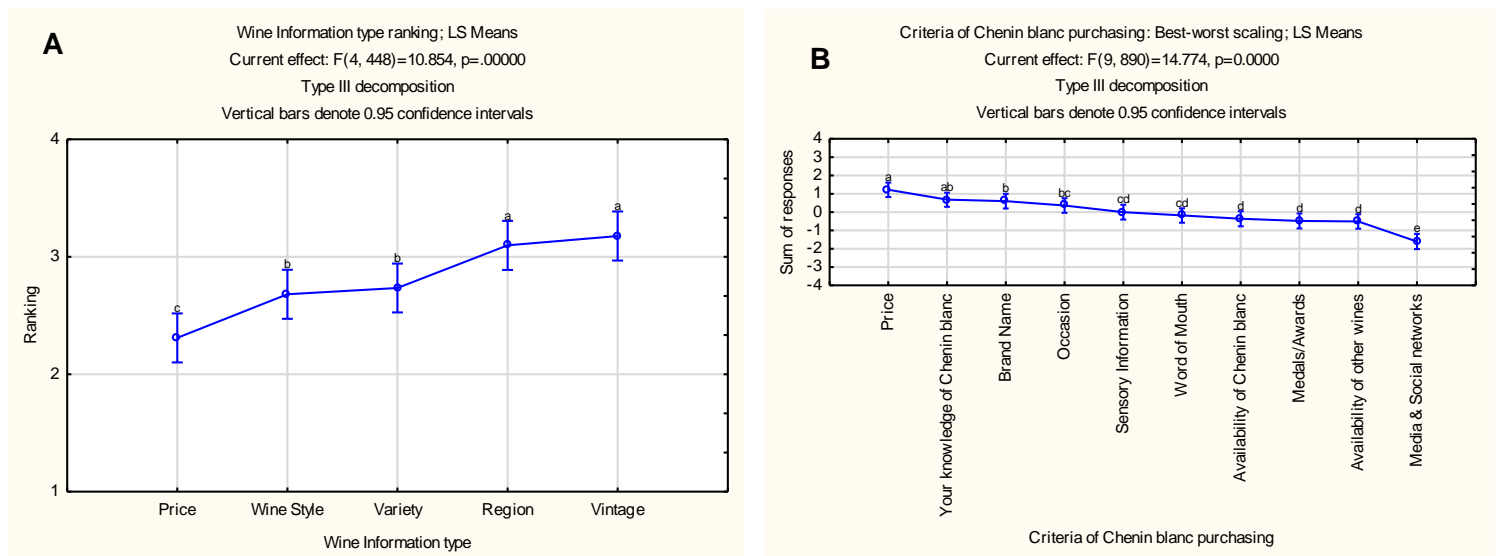 A
Wine Information type ranking; LS Means
Current effect: F(4, 448)=10.854, p=.00000
Type III decomposition
Vertical bars denote 0.95 confidence intervals
4
3
2
1
Ranking
c
b
b
a
a
Price
Wine Style
Variety
Region
Vintage
Wine Information type
B
Criteria of Chenin blanc purchasing: Best-worst scaling; LS Means
Current effect: F(9, 890)=14.774, p=0.0000
Type III decomposition
Vertical bars denote 0.95 confidence intervals
4
3
2
1
0
-1
-2
-3
-4
Sum of responses
a
ab
b
bc
cd
cd
d
d
d
e
Price
Your knowledge of Chenin blanc
Brand Name
Occasion
Sensory Information
Word of Mouth
Availability of Chenin blanc
Medals/Awards
Availability of other wines
Media & Social networks
Criteria of Chenin blanc purchasing